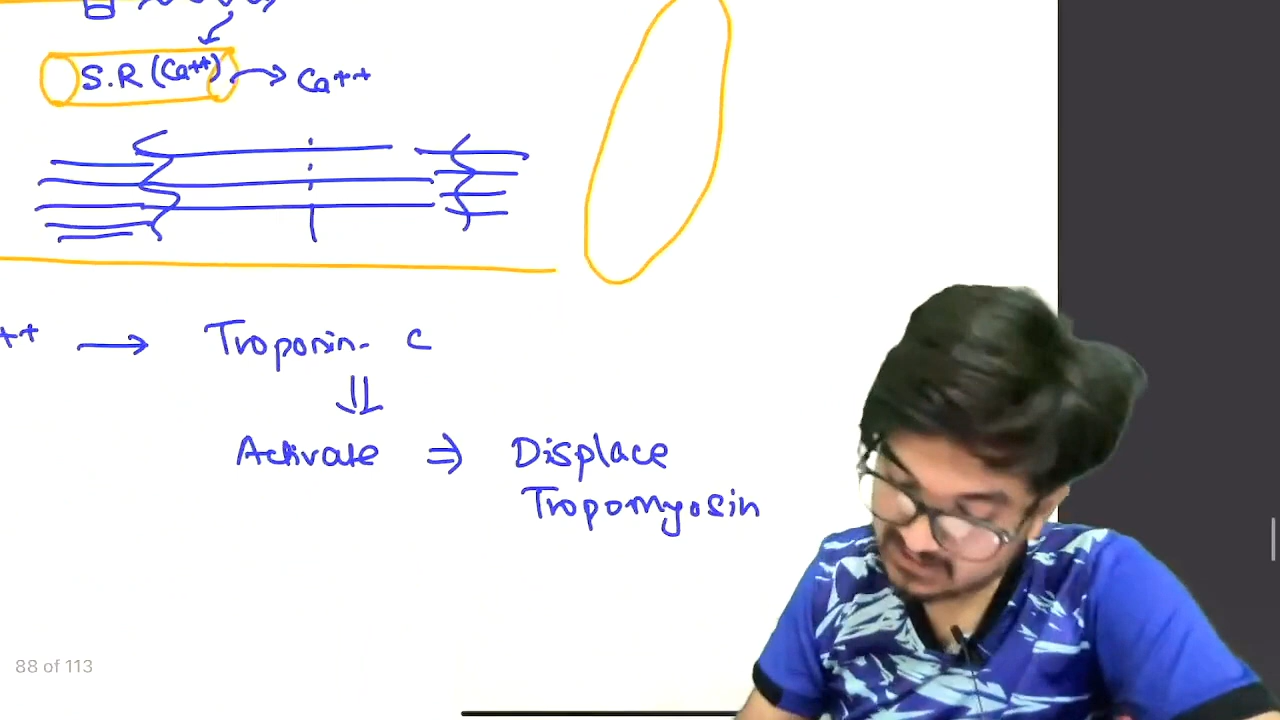 S.R (Ca++) → Ca++
++ → Troponin- C
⇓
Activate ⇒ Displace
Tropomyosin
88 of 113